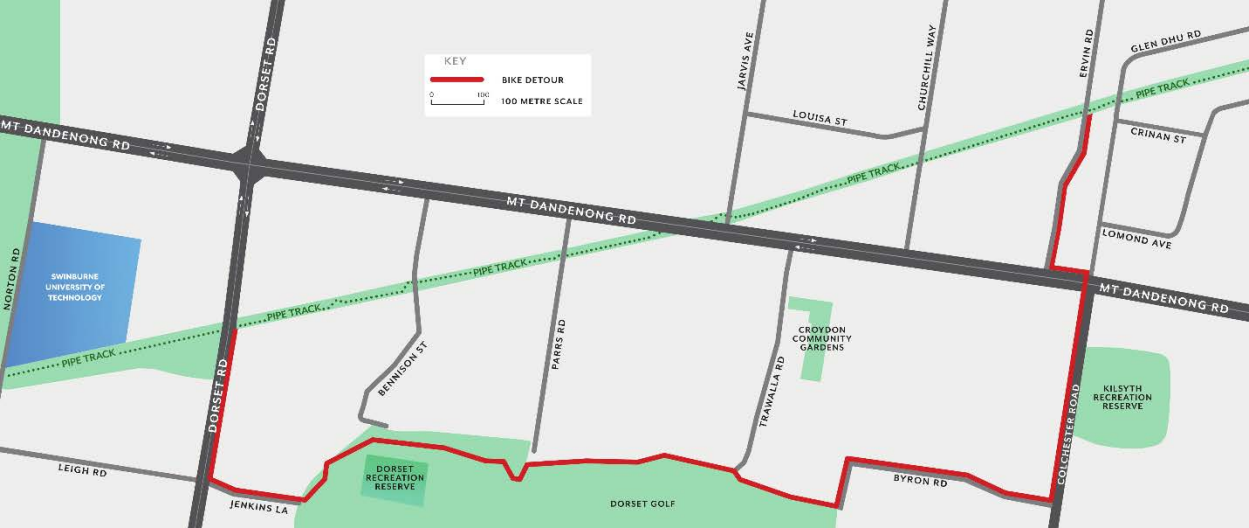 KEY
BIKE DETOUR
0 100
100 METRE SCALE
DORSET RD
JARVIS AVE
CHURCHILL WAY
ERVIN RD
GLEN DHU RD
PIPE TRACK
LOUISA ST
CRINAN ST
MT DANDENONG RD
PIPE TRACK
MT DANDENONG RD
LOMOND AVE
NORTON RD
SWINBURNE
UNIVERSITY OF
TECHNOLOGY
PIPE TRACK
PIPE TRACK
MT DANDENONG RD
PIPE TRACK
BENNISON ST
PARRS RD
CROYDON
COMMUNITY
GARDENS
TRAWALLA RD
DORSET RD
KILSYTH
RECREATION
RESERVE
COLCHESTER ROAD
LEIGH RD
DORSET
RECREATION
RESERVE
BYRON RD
JENKINS LA
DORSET GOLF